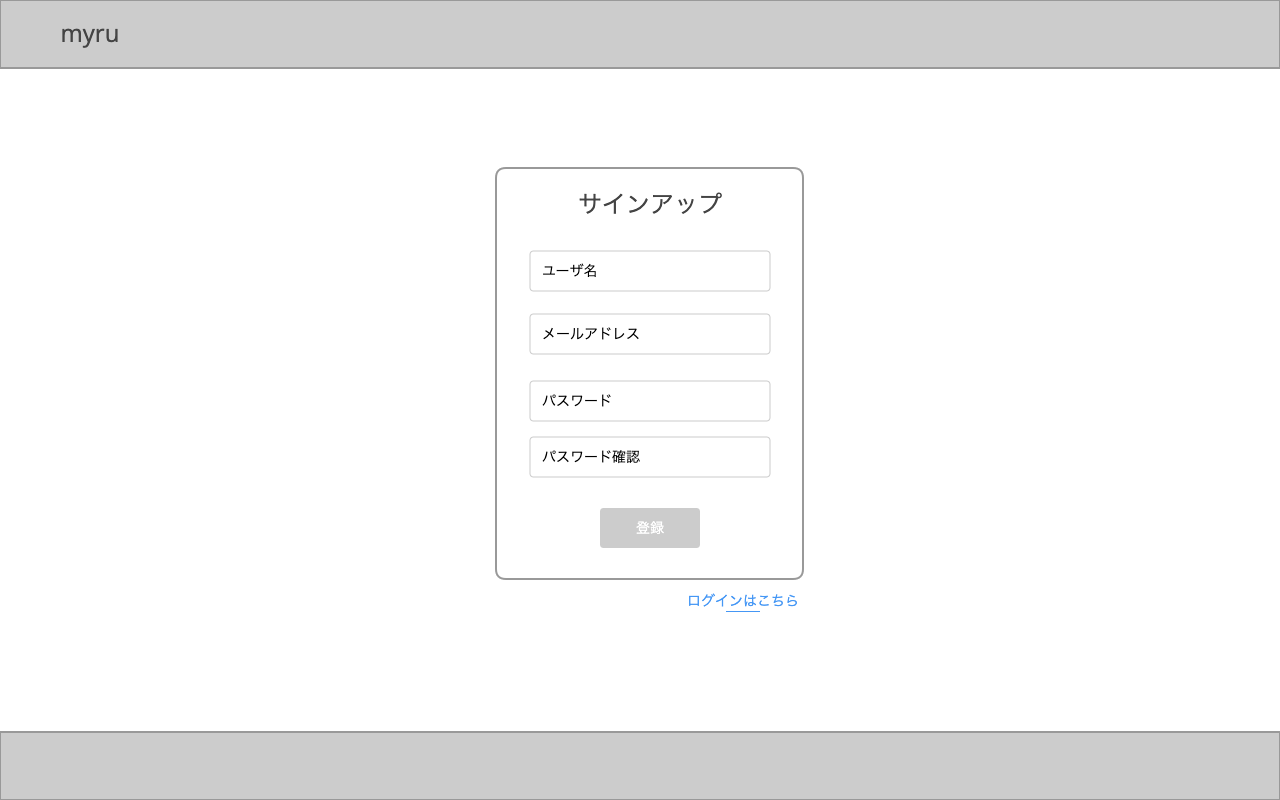 myru
サインアップ
ユーザ名
メールアドレス
パスワード
パスワード確認
登録
ログインはこちら